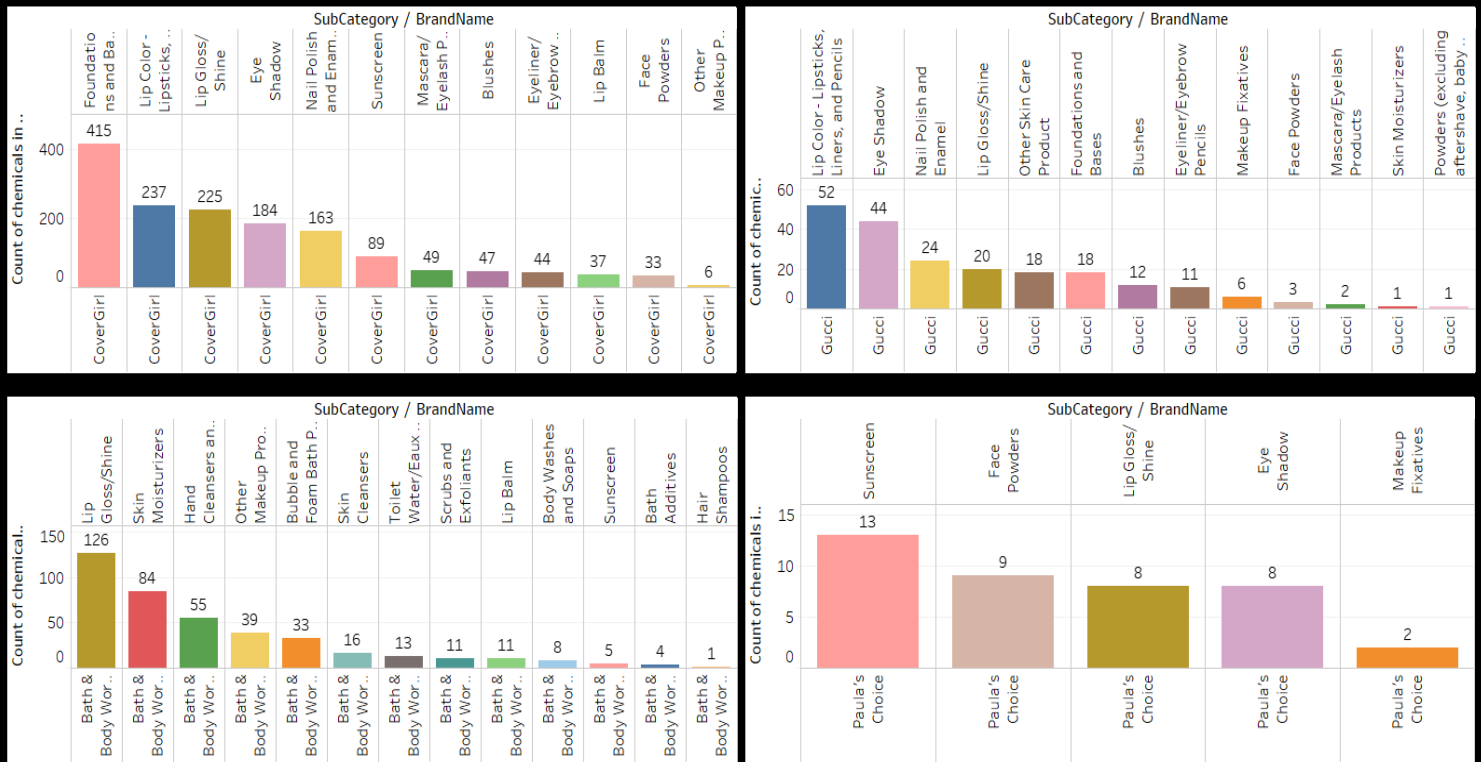 SubCategory / BrandName
Foundatio
ns and Ba..
Lip Color -
Lipsticks, ..
Lip Gloss/
Shine
Eye
Shadow
Nail Polish
and Enam..
Sunscreen
Mascara/
Eyelash P..
Blushes
Eyeliner/
Eyebrow ..
Lip Balm
Face
Powders
Other
Makeup P..
Count of chemicals in ..
400
200
0
415
237
225
184
163
89
49
47
44
37
33
6
CoverGirl
CoverGirl
CoverGirl
CoverGirl
CoverGirl
CoverGirl
CoverGirl
CoverGirl
CoverGirl
CoverGirl
CoverGirl
CoverGirl
SubCategory / BrandName
Lip Color - Lipsticks,
Liners, and Pencils
Eye Shadow
Nail Polish and
Enamel
Lip Gloss/Shine
Other Skin Care
Product
Foundations and
Bases
Blushes
Eyeliner/Eyebrow
Pencils
Makeup Fixatives
Face Powders
Mascara/Eyelash
Products
Skin Moisturizers
Powders (excluding
aftershave, baby ..
Count of chemic..
60
40
20
0
52
44
24
20
18
18
12
11
6
3
2
1
1
Gucci
Gucci
Gucci
Gucci
Gucci
Gucci
Gucci
Gucci
Gucci
Gucci
Gucci
Gucci
Gucci
SubCategory / BrandName
Lip
Gloss/Shine
Skin
Moisturizers
Hand
Cleansers an..
Other
Makeup Pro..
Bubble and
Foam Bath P..
Skin
Cleansers
Toilet
Water/Eaux ..
Scrubs and
Exfoliants
Lip Balm
Body Washes
and Soaps
Sunscreen
Bath
Additives
Hair
Shampoos
Count of chemical..
150
100
50
0
126
84
55
39
33
16
13
11
11
8
5
4
1
Bath &
Body Wor..
Bath &
Body Wor..
Bath &
Body Wor..
Bath &
Body Wor..
Bath &
Body Wor..
Bath &
Body Wor..
Bath &
Body Wor..
Bath &
Body Wor..
Bath &
Body Wor..
Bath &
Body Wor..
Bath &
Body Wor..
Bath &
Body Wor..
Bath &
Body Wor..
SubCategory / BrandName
Sunscreen
Face
Powders
Lip Gloss/
Shine
Eye
Shadow
Makeup
Fixatives
Count of chemicals i..
15
10
5
0
13
9
8
8
2
Paula's
Choice
Paula's
Choice
Paula's
Choice
Paula's
Choice
Paula's
Choice